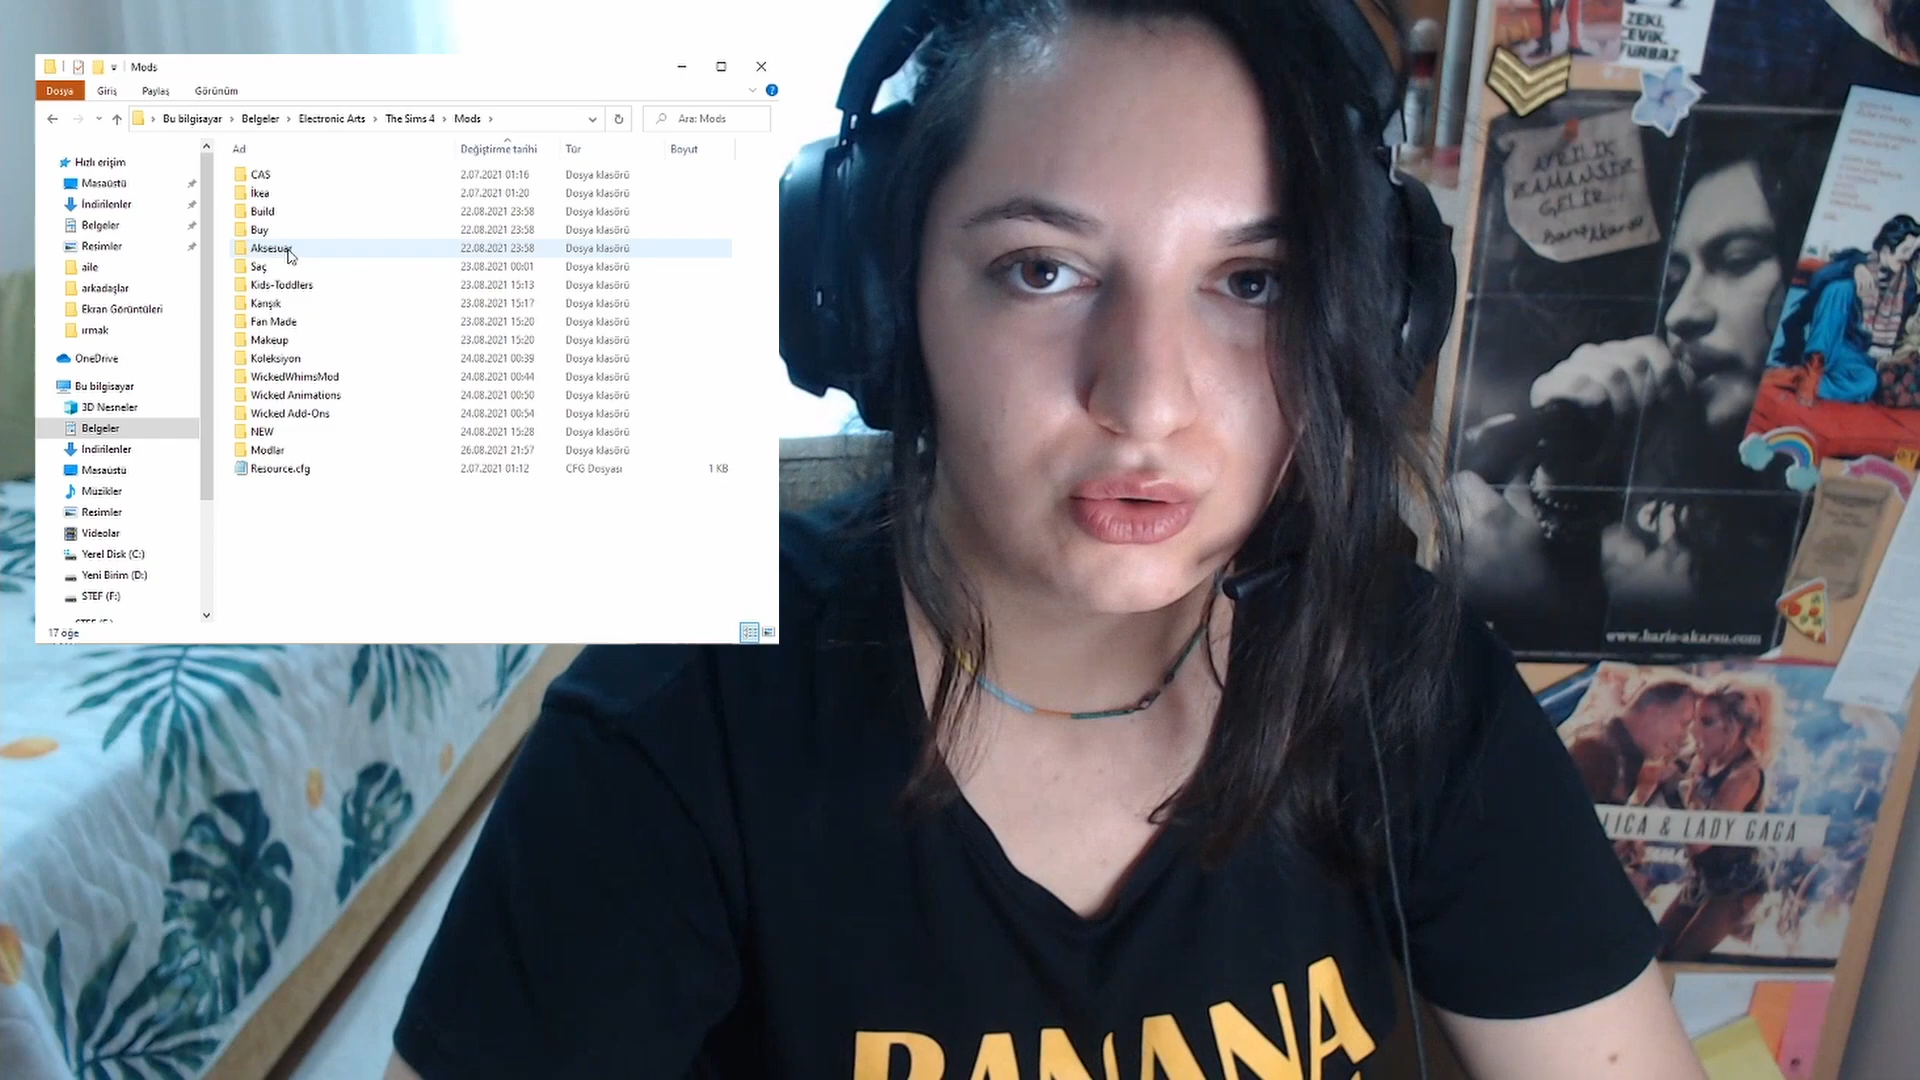 Mods
Dosya Giriş Paylaş Görünüm
Bu bilgisayar Belgeler Electronic Arts The Sims 4 Mods
Ara: Mods
Ad Değiştirme tarihi Tür Boyut
Hızlı erişim
Masaüstü
İndirilenler
Belgeler
Resimler
aile
arkadaşlar
Ekran Görüntüleri
ırmak
OneDrive
Bu bilgisayar
3D Nesneler
Belgeler
İndirilenler
Masaüstü
Müzikler
Resimler
Videolar
Yerel Disk (C:)
Yeni Birim (D:)
STEF (F:)
CAS 2.07.2021 01:16 Dosya klasörü
İkea 2.07.2021 01:20 Dosya klasörü
Build 22.08.2021 23:58 Dosya klasörü
Buy 22.08.2021 23:58 Dosya klasörü
Aksesuar 22.08.2021 23:58 Dosya klasörü
Saç 23.08.2021 00:01 Dosya klasörü
Kids-Toddlers 23.08.2021 15:13 Dosya klasörü
Karışık 23.08.2021 15:17 Dosya klasörü
Fan Made 23.08.2021 15:20 Dosya klasörü
Makeup 23.08.2021 15:20 Dosya klasörü
Koleksiyon 24.08.2021 00:39 Dosya klasörü
WickedWhimsMod 24.08.2021 00:44 Dosya klasörü
Wicked Animations 24.08.2021 00:50 Dosya klasörü
Wicked Add-Ons 24.08.2021 00:54 Dosya klasörü
NEW 24.08.2021 15:28 Dosya klasörü
Modlar 26.08.2021 21:57 Dosya klasörü
Resource.cfg 2.07.2021 01:12 CFG Dosyası 1 KB
17 öğe
ZEKİ,
ÇEVİK,
AYRILIK
ZAMANSIZ
GELİR...
Barış Akarsu
www.baris-akarsu.com
LICA & LADY GAGA
BANANA